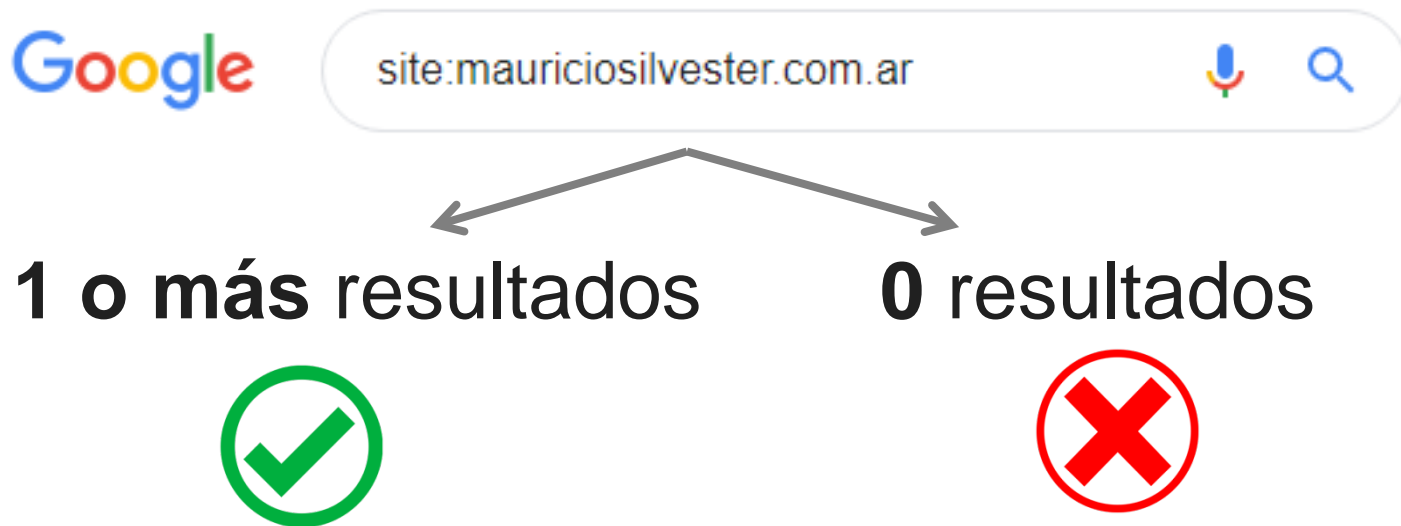 Google
site:mauriciosilvester.com.ar
1 o más resultados
0 resultados